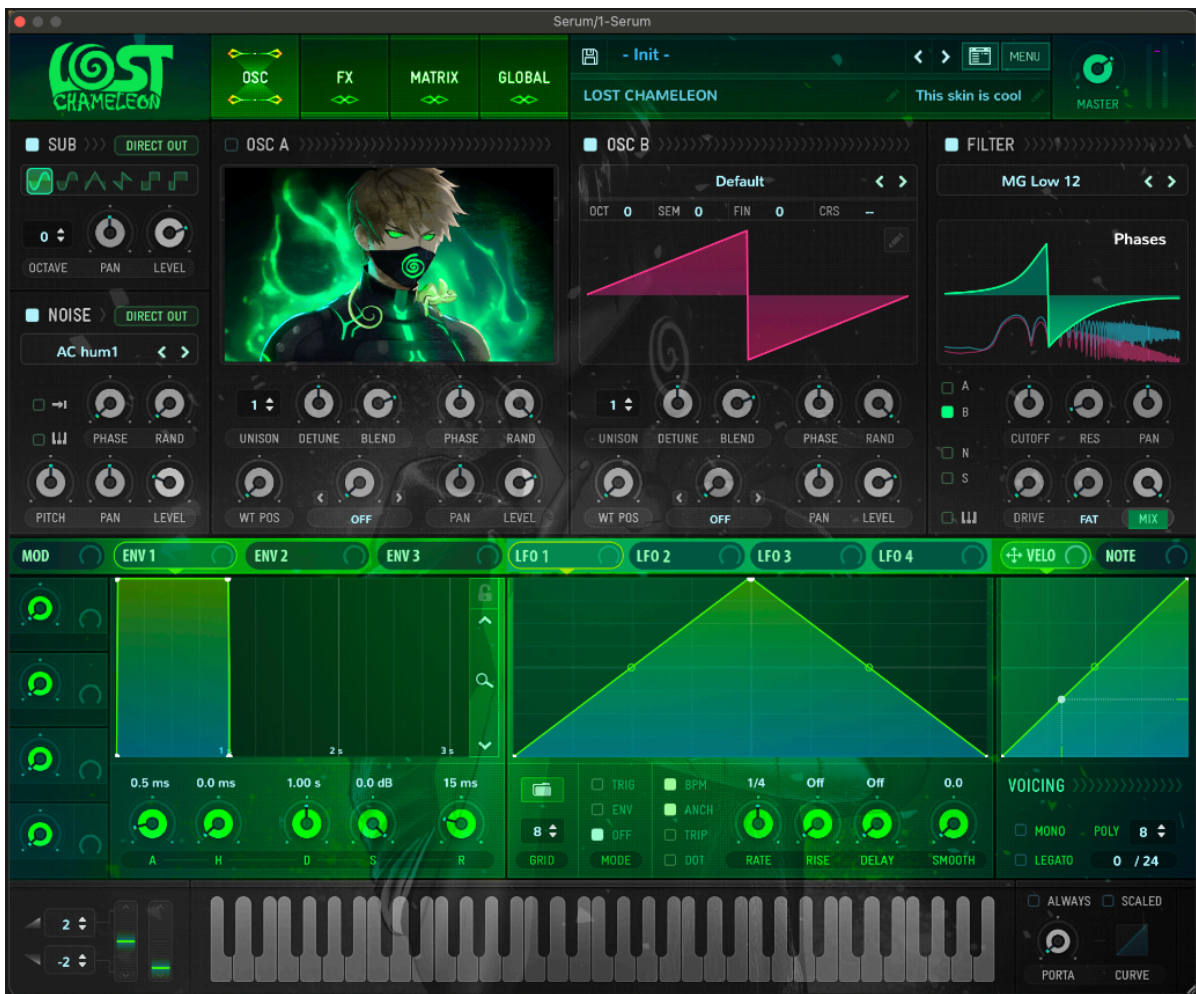 Serum/1-Serum
LOST
CHAMELEON
OSC
FX
MATRIX
GLOBAL
- Init -
MENU
LOST CHAMELEON
This skin is cool
MASTER
SUB
DIRECT OUT
0
OCTAVE PAN LEVEL
NOISE
DIRECT OUT
AC hum1
PHASE RAND
PITCH PAN LEVEL
OSC A
1
UNISON DETUNE BLEND PHASE RAND
WT POS OFF PAN LEVEL
OSC B
Default
OCT 0 SEM 0 FIN 0 CRS --
1
UNISON DETUNE BLEND PHASE RAND
WT POS OFF PAN LEVEL
FILTER
MG Low 12
Phases
A
B
N
S
CUTOFF RES PAN
DRIVE FAT MIX
MOD ENV 1 ENV 2 ENV 3 LFO 1 LFO 2 LFO 3 LFO 4 VELO NOTE
1 s 2 s 3 s
0.5 ms 0.0 ms 1.00 s 0.0 dB 15 ms
A H D S R
8
GRID
TRIG
ENV
OFF
MODE
BPM
ANCH
TRIP
DOT
1/4 Off Off 0.0
RATE RISE DELAY SMOOTH
VOICING
MONO POLY 8
LEGATO 0 / 24
2
-2
ALWAYS SCALED
PORTA CURVE